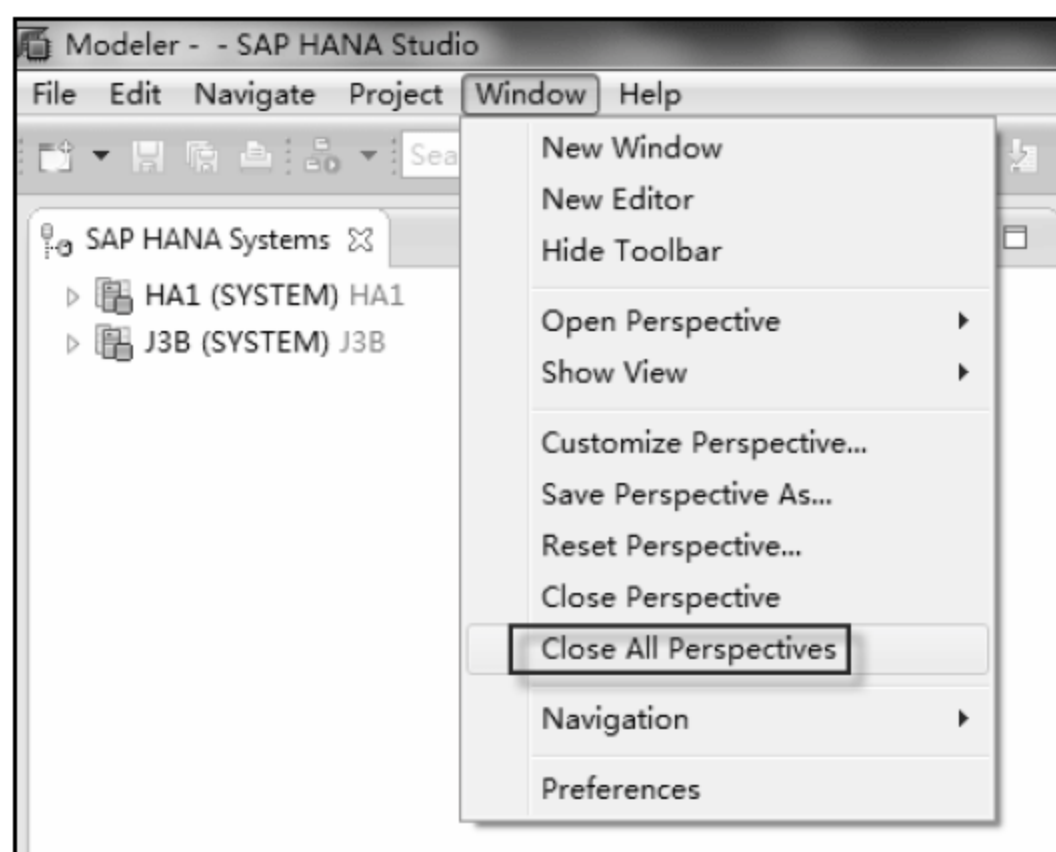 Modeler - - SAP HANA Studio
File Edit Navigate Project Window Help
Sea
New Window
New Editor
Hide Toolbar
SAP HANA Systems
HA1 (SYSTEM) HA1
J3B (SYSTEM) J3B
Open Perspective
Show View
Customize Perspective...
Save Perspective As...
Reset Perspective...
Close Perspective
Close All Perspectives
Navigation
Preferences